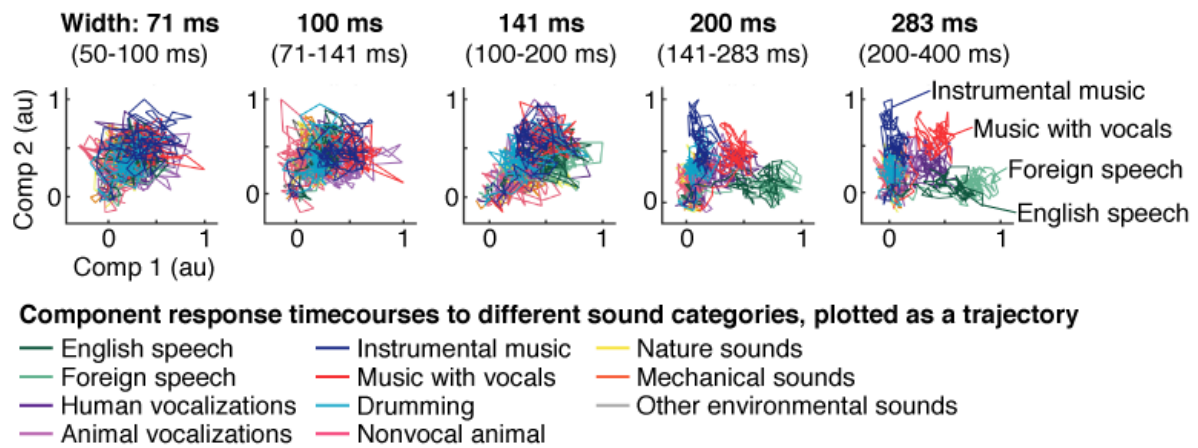 Width: 71 ms 100 ms 141 ms 200 ms 283 ms
(50-100 ms) (71-141 ms) (100-200 ms) (141-283 ms) (200-400 ms)
Comp 2 (au)
1 1 1 1 1
0 0 0 0 0
Instrumental music
Music with vocals
Foreign speech
English speech
0 1 0 1 0 1 0 1 0 1
Comp 1 (au)
Component response timecourses to different sound categories, plotted as a trajectory
English speech Instrumental music Nature sounds
Foreign speech Music with vocals Mechanical sounds
Human vocalizations Drumming Other environmental sounds
Animal vocalizations Nonvocal animal